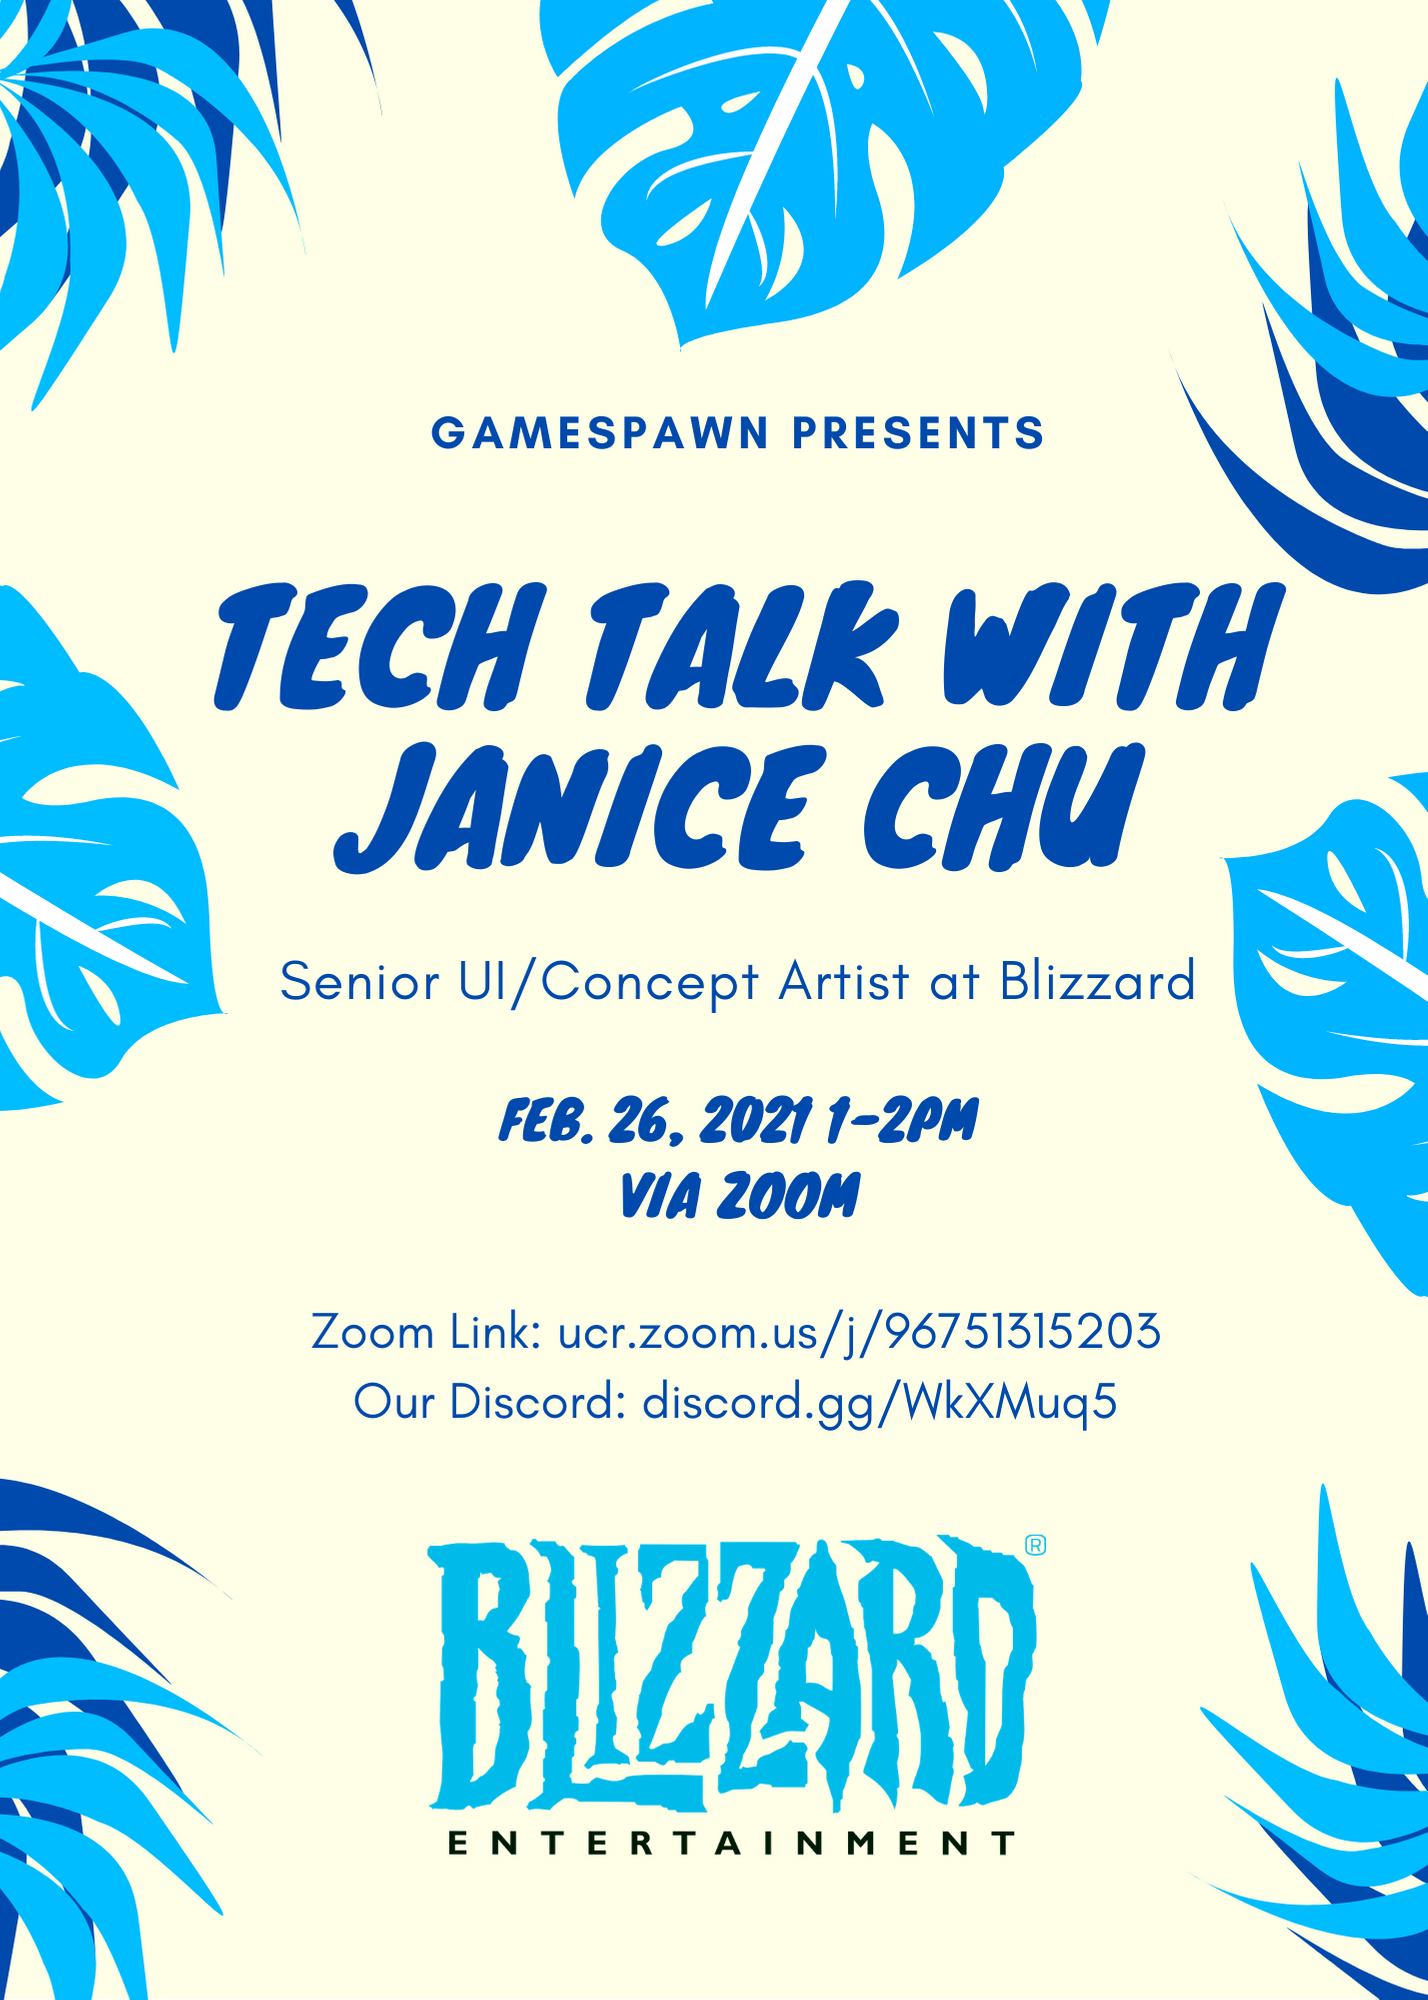 GAMESPAWN PRESENTS
TECH TALK WITH
JANICE CHU
Senior UI/Concept Artist at Blizzard
FEB. 26, 2021 1-2PM
VIA ZOOM
Zoom Link: ucr.zoom.us/j/96751315203
Our Discord: discord.gg/WkXMuq5
BLIZZARD®
ENTERTAINMENT